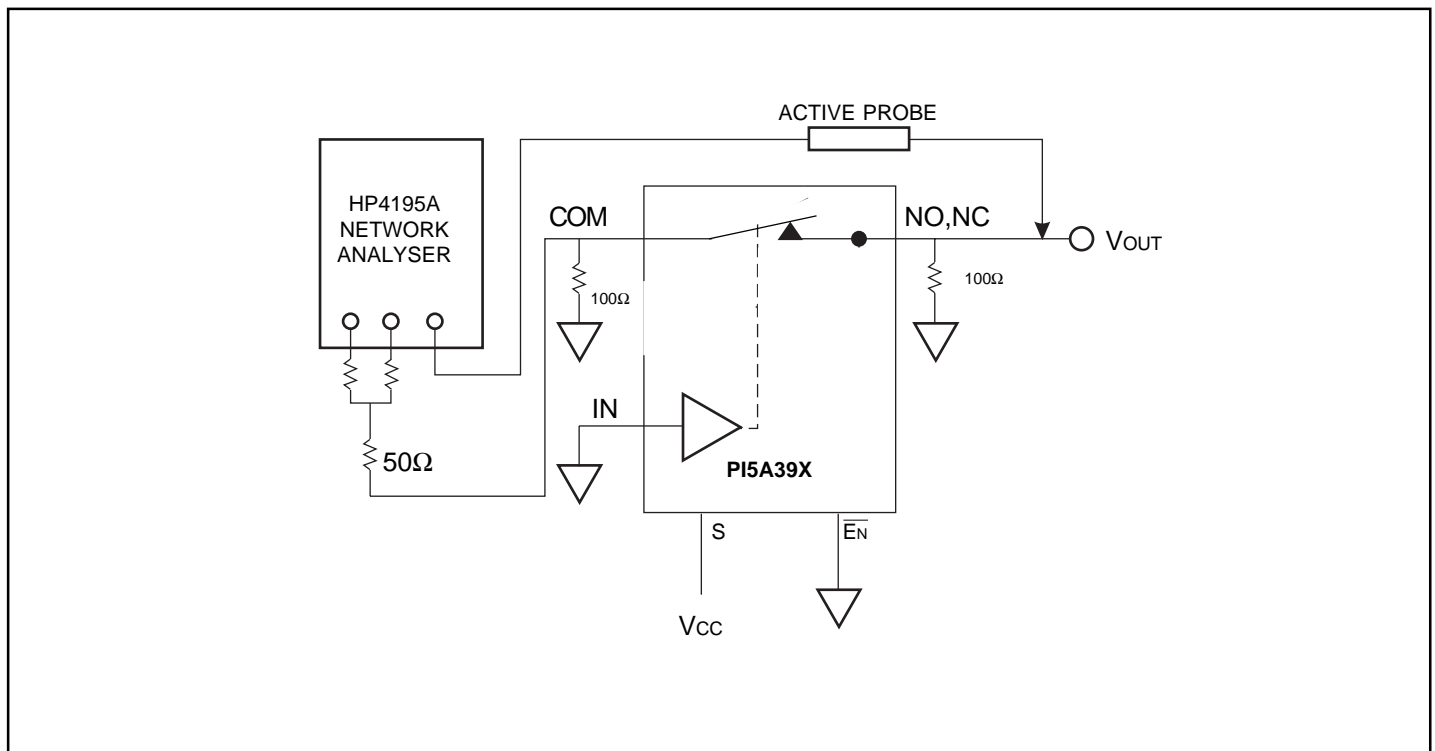 ACTIVE PROBE
HP4195A
NETWORK
ANALYSER
COM
NO,NC
VOUT
100Ω
100Ω
IN
50Ω
PI5A39X
S
EN
VCC